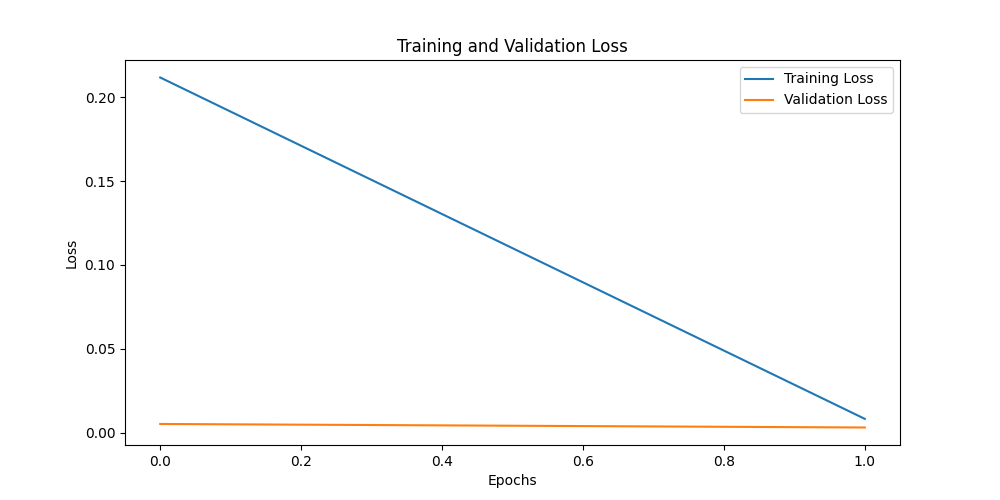 Training and Validation Loss
Training Loss
Validation Loss
0.20
0.15
0.10
0.05
0.00
Loss
0.0 0.2 0.4 0.6 0.8 1.0
Epochs